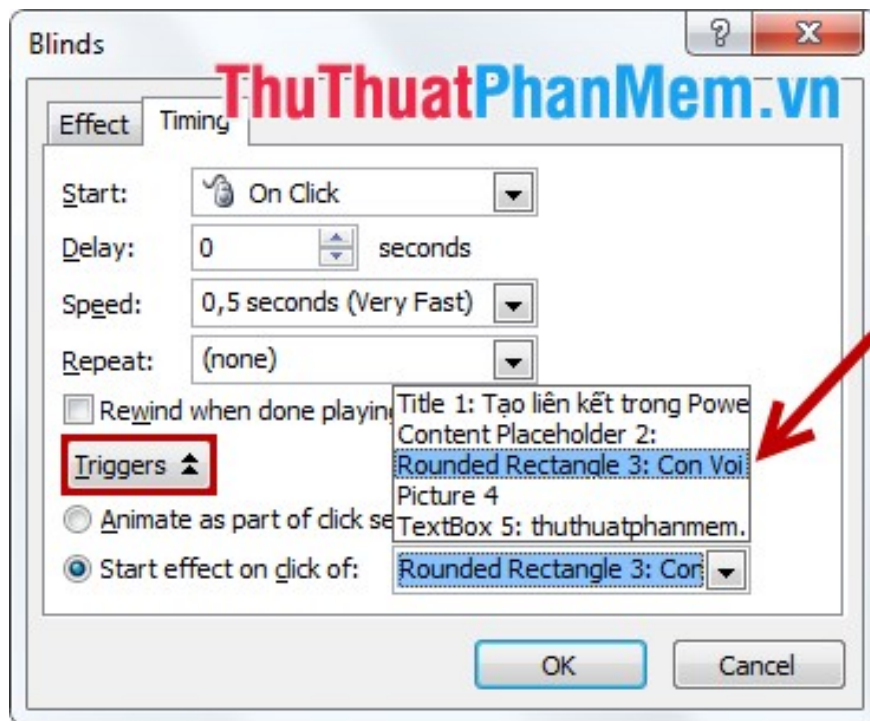 Blinds
ThuThuatPhanMem.vn
Effect
Timing
Start: On Click
Delay: 0 seconds
Speed: 0,5 seconds (Very Fast)
Repeat: (none)
Rewind when done playing
Title 1: Tạo liên kết trong Powe
Content Placeholder 2:
Rounded Rectangle 3: Con Voi
Picture 4
TextBox 5: thuthuatphanmem.
Triggers
Animate as part of click se
Start effect on click of: Rounded Rectangle 3: Con
OK
Cancel